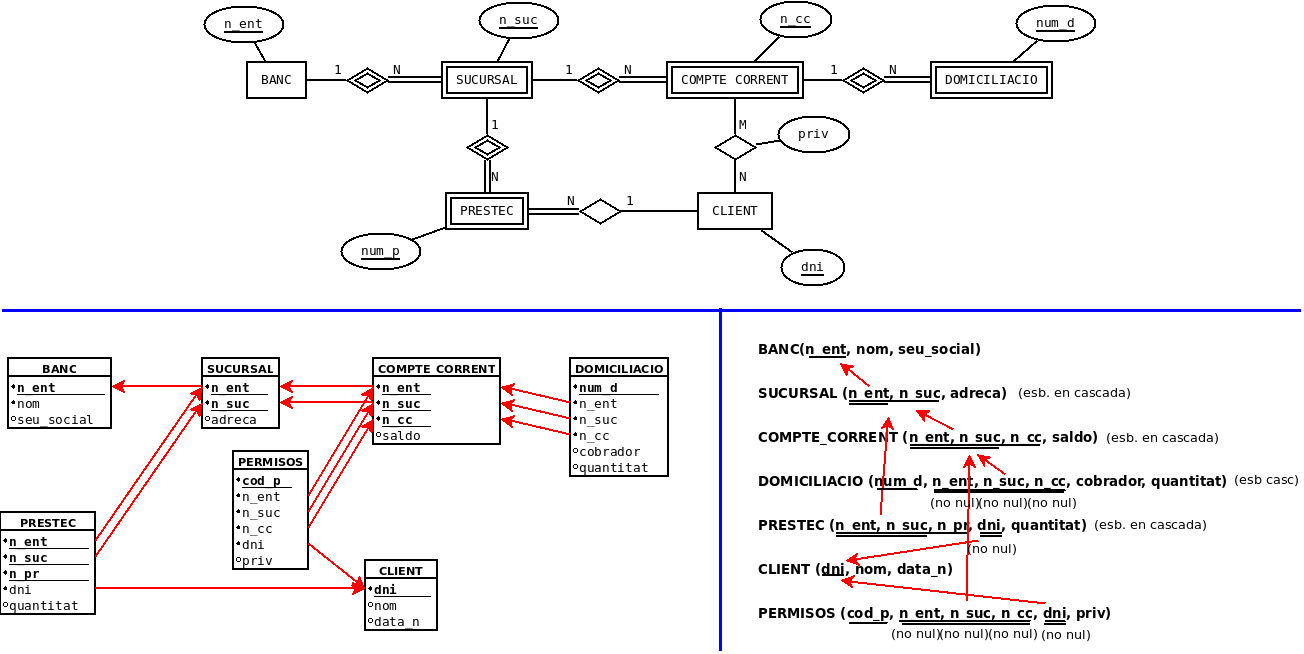 n_ent
n_suc
n_cc
num_d
BANC 1 N SUCURSAL 1 N COMPTE CORRENT 1 N DOMICILIACIO
1 M priv
N N
PRESTEC N 1 CLIENT
num_p
dni
BANC
n_ent
nom
seu_social
SUCURSAL
n_ent
n_suc
adreca
COMPTE CORRENT
n_ent
n_suc
n_cc
saldo
DOMICILIACIO
num_d
n_ent
n_suc
n_cc
cobrador
quantitat
PERMISOS
cod_p
n_ent
n_suc
n_cc
dni
priv
PRESTEC
n_ent
n_suc
n_pr
dni
quantitat
CLIENT
dni
nom
data_n
BANC(n_ent, nom, seu_social)
SUCURSAL (n_ent, n_suc, adreca) (esb. en cascada)
COMPTE_CORRENT (n_ent, n_suc, n_cc, saldo) (esb. en cascada)
DOMICILIACIO (num_d, n_ent, n_suc, n_cc, cobrador, quantitat) (esb casc)
(no nul)(no nul)(no nul)
PRESTEC (n_ent, n_suc, n_pr, dni, quantitat) (esb. en cascada)
(no nul)
CLIENT (dni, nom, data_n)
PERMISOS (cod_p, n_ent, n_suc, n_cc, dni, priv)
(no nul)(no nul)(no nul) (no nul)